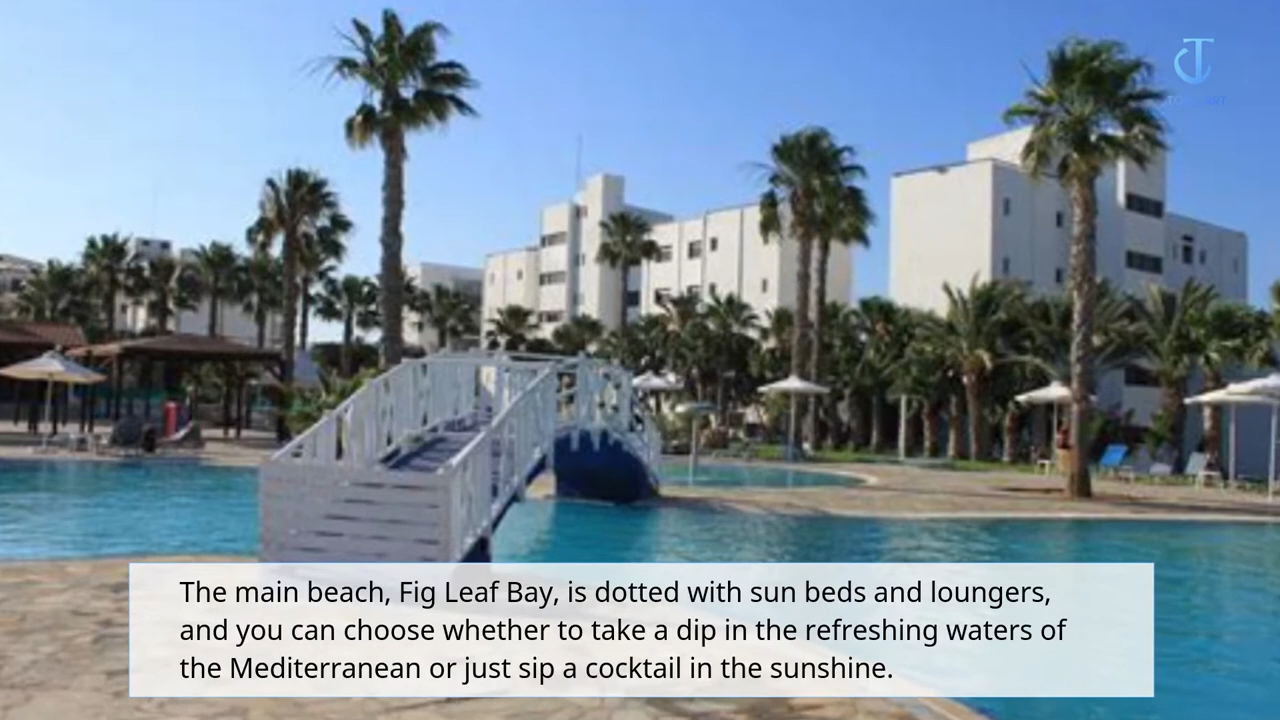 The main beach, Fig Leaf Bay, is dotted with sun beds and loungers,
and you can choose whether to take a dip in the refreshing waters of
the Mediterranean or just sip a cocktail in the sunshine.